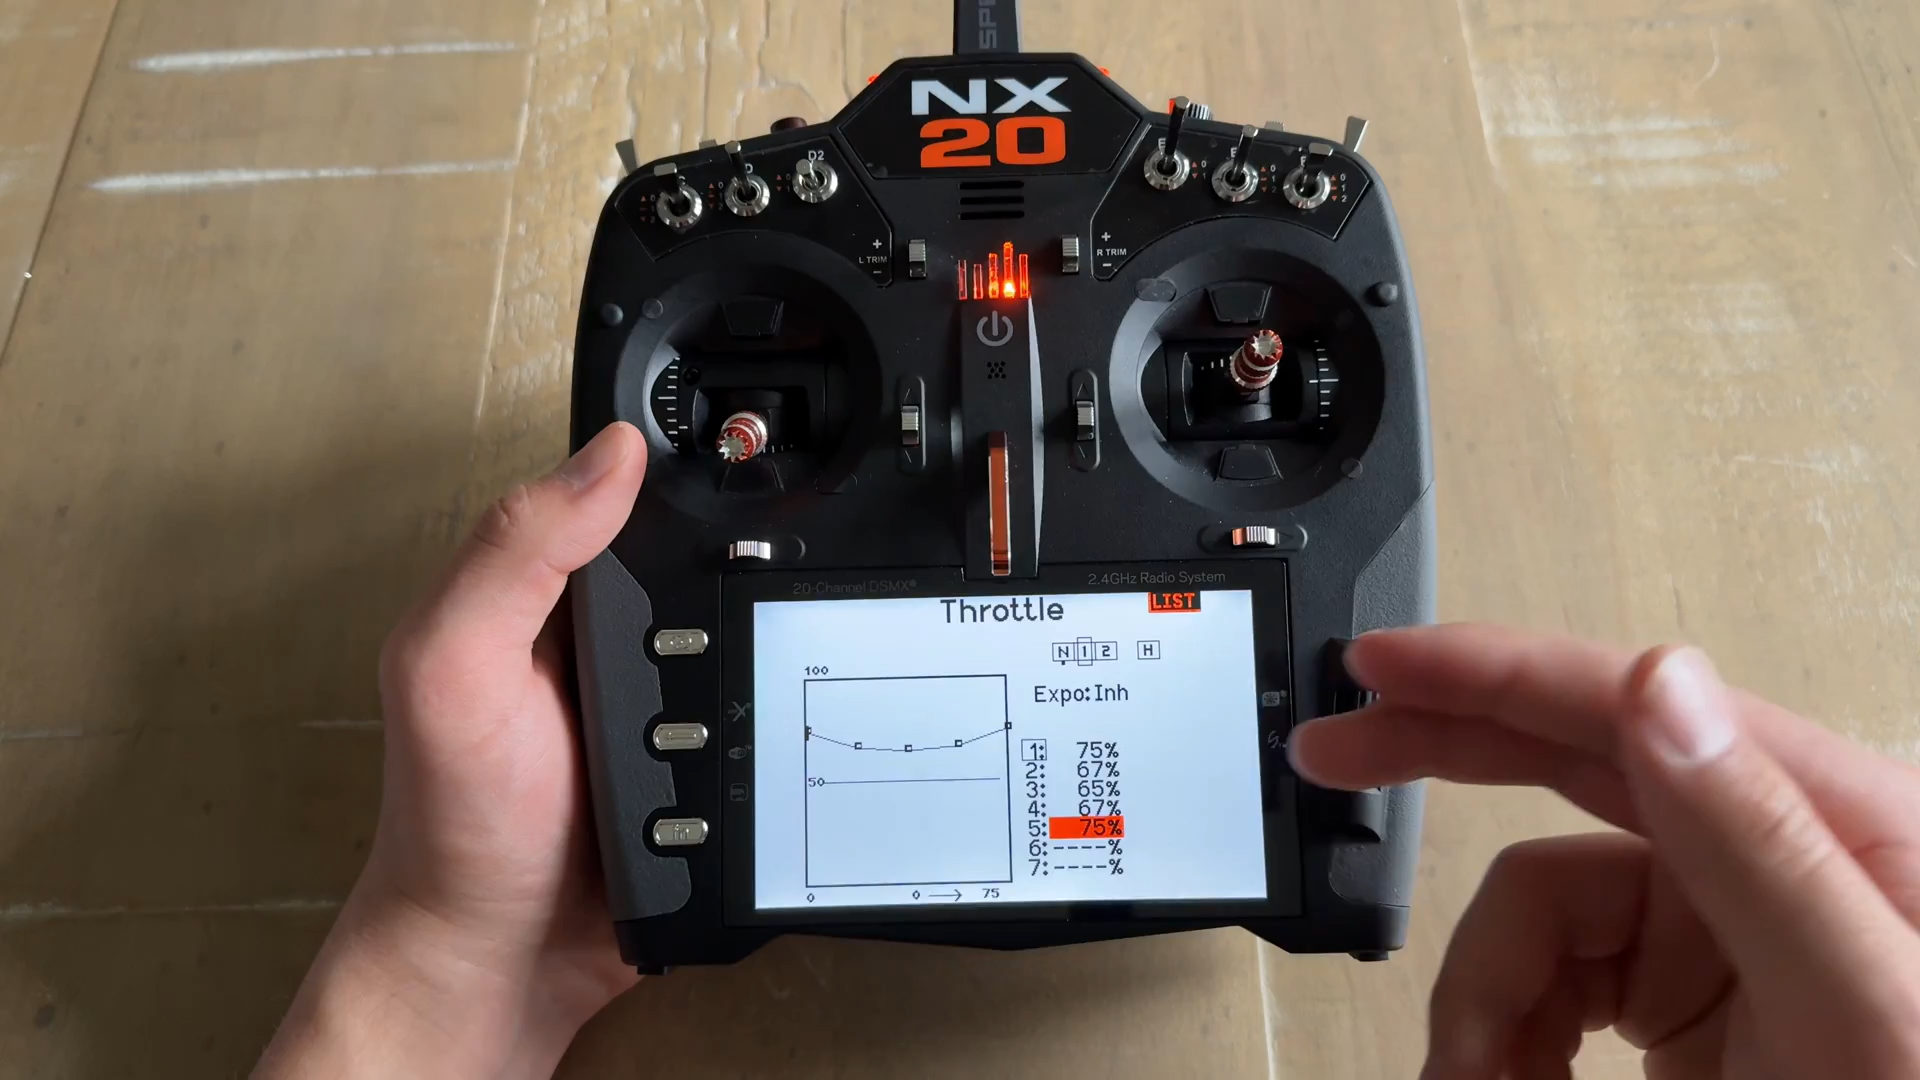 NX
20
D
D2
+
L TRIM
-
+
R TRIM
-
20-Channel DSMX®
2.4GHz Radio System
Throttle
LIST
N 1 2 H
100
Expo:Inh
1: 75%
2: 67%
3: 65%
50
4: 67%
5: 75%
6: ----%
7: ----%
0
0 → 75